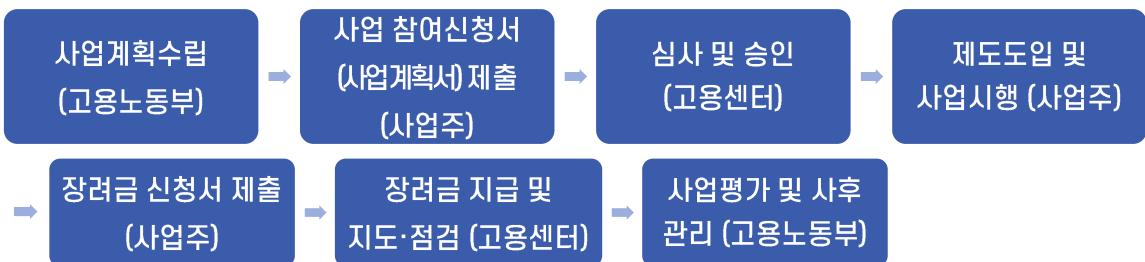 사업계획수립
(고용노동부)
사업 참여신청서
(사업계획서) 제출
(사업주)
심사 및 승인
(고용센터)
제도도입 및
사업시행 (사업주)
장려금 신청서 제출
(사업주)
장려금 지급 및
지도·점검 (고용센터)
사업평가 및 사후
관리 (고용노동부)